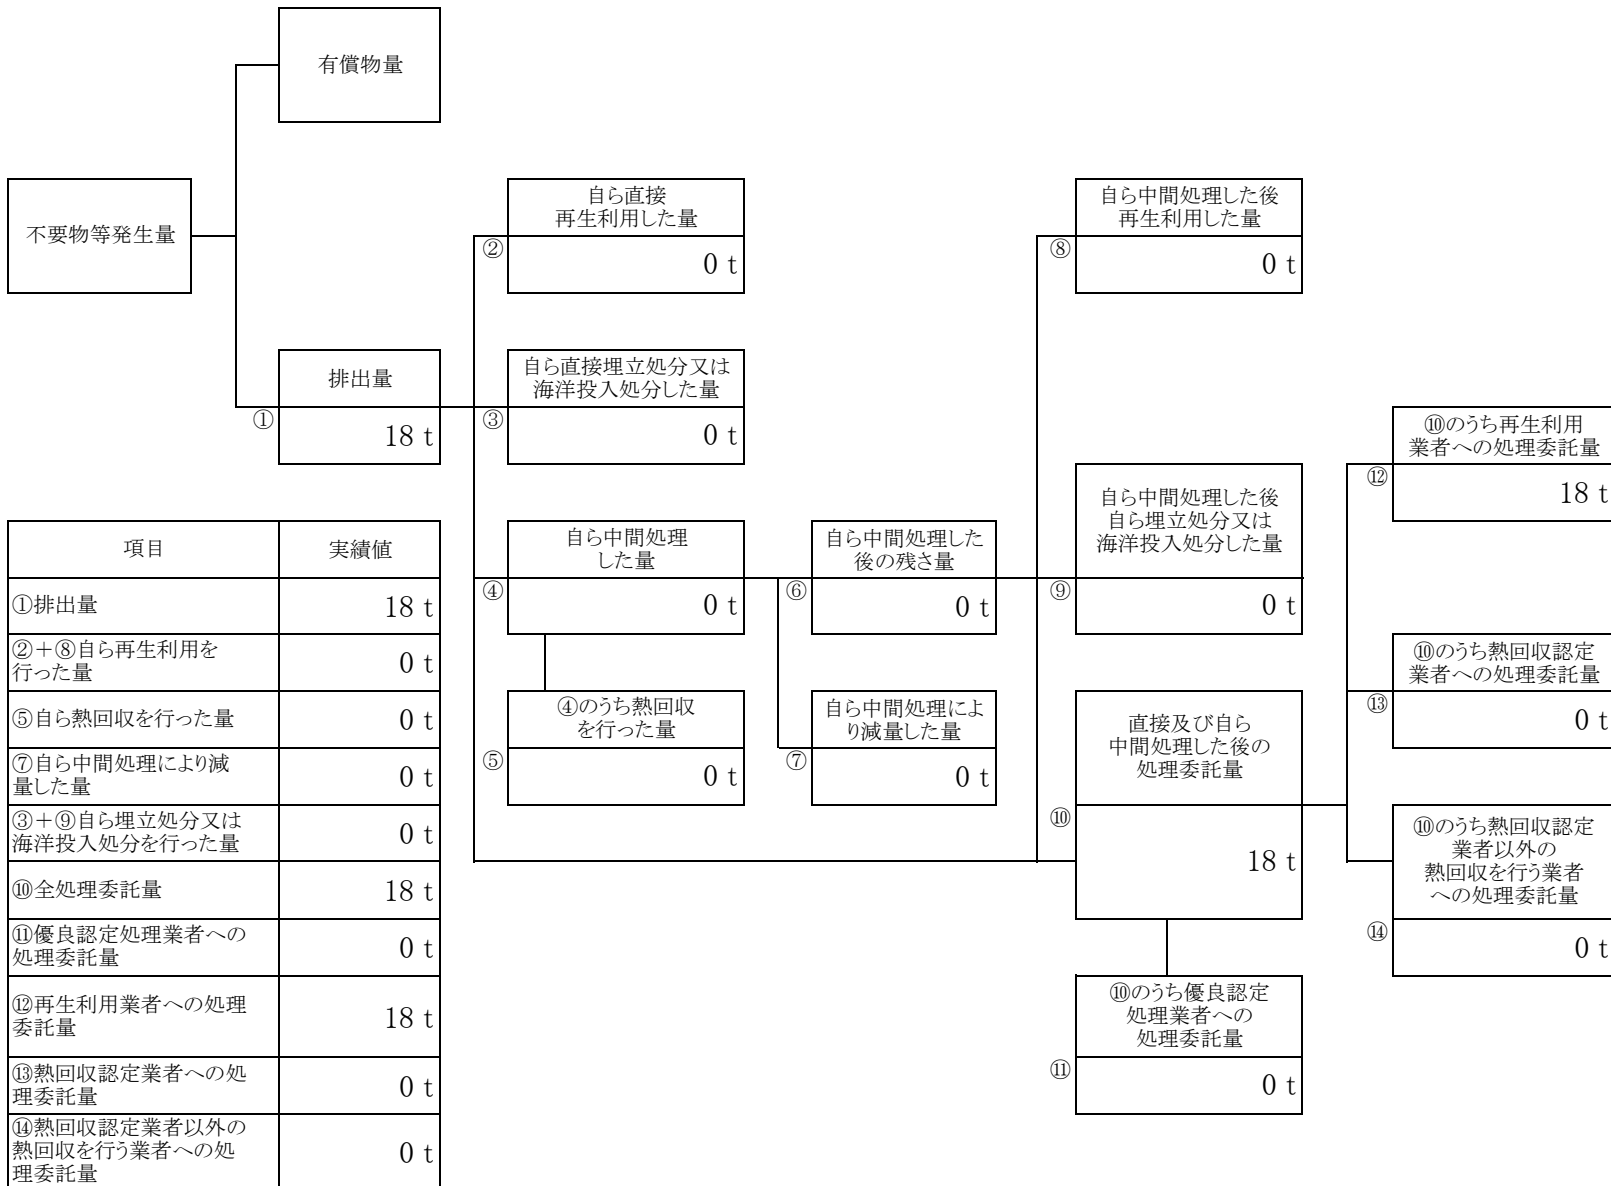 有償物量
不要物等発生量
自ら直接
再生利用した量
②
0 t
自ら中間処理した後
再生利用した量
⑧
0 t
排出量
①
18 t
自ら直接埋立処分又は
海洋投入処分した量
③
0 t
⑩のうち再生利用
業者への処理委託量
⑫
18 t
自ら中間処理した後
自ら埋立処分又は
海洋投入処分した量
⑨
0 t
自ら中間処理
した量
④
0 t
自ら中間処理した
後の残さ量
⑥
0 t
⑩のうち熱回収認定
業者への処理委託量
⑬
0 t
④のうち熱回収
を行った量
⑤
0 t
自ら中間処理によ
り減量した量
⑦
0 t
直接及び自ら
中間処理した後の
処理委託量
⑩
18 t
⑩のうち熱回収認定
業者以外の
熱回収を行う業者
への処理委託量
⑭
0 t
⑩のうち優良認定
処理業者への
処理委託量
⑪
0 t
項目 実績値
①排出量 18 t
②＋⑧自ら再生利用を
行った量 0 t
⑤自ら熱回収を行った量 0 t
⑦自ら中間処理により減
量した量 0 t
③＋⑨自ら埋立処分又は
海洋投入処分を行った量 0 t
⑩全処理委託量 18 t
⑪優良認定処理業者への
処理委託量 0 t
⑫再生利用業者への処理
委託量 18 t
⑬熱回収認定業者への処
理委託量 0 t
⑭熱回収認定業者以外の
熱回収を行う業者への処
理委託量 0 t